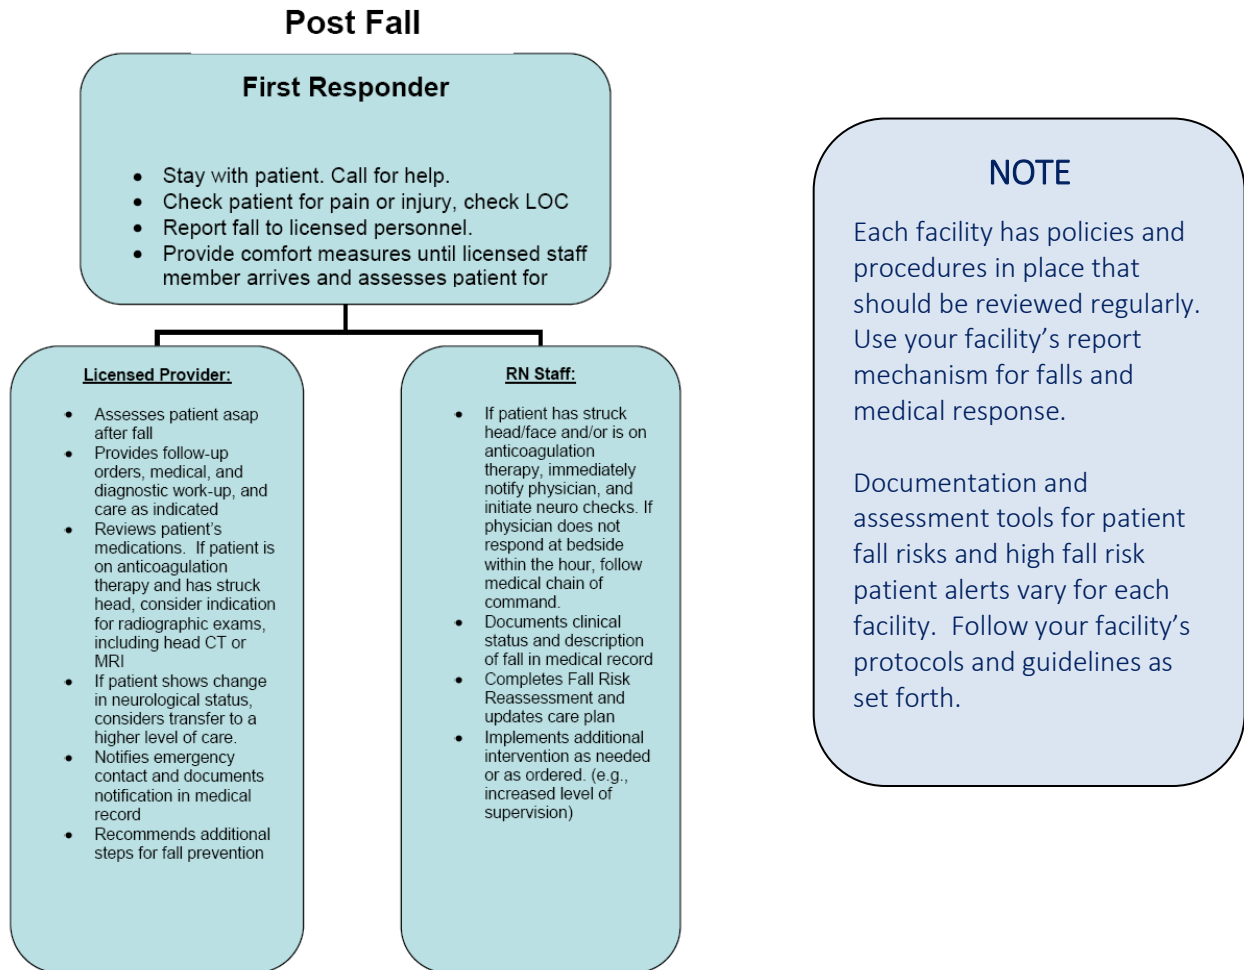 Post Fall
First Responder
• Stay with patient. Call for help.
• Check patient for pain or injury, check LOC
• Report fall to licensed personnel.
• Provide comfort measures until licensed staff
member arrives and assesses patient for
Licensed Provider:
• Assesses patient asap
after fall
• Provides follow-up
orders, medical, and
diagnostic work-up, and
care as indicated
• Reviews patient's
medications.  If patient is
on anticoagulation
therapy and has struck
head, consider indication
for radiographic exams,
including head CT or
MRI
• If patient shows change
in neurological status,
considers transfer to a
higher level of care.
• Notifies emergency
contact and documents
notification in medical
record
• Recommends additional
steps for fall prevention
RN Staff:
• If patient has struck
head/face and/or is on
anticoagulation
therapy, immediately
notify physician, and
initiate neuro checks. If
physician does not
respond at bedside
within the hour, follow
medical chain of
command.
• Documents clinical
status and description
of fall in medical record
• Completes Fall Risk
Reassessment and
updates care plan
• Implements additional
intervention as needed
or as ordered. (e.g.,
increased level of
supervision)
NOTE
Each facility has policies and
procedures in place that
should be reviewed regularly.
Use your facility's report
mechanism for falls and
medical response.
Documentation and
assessment tools for patient
fall risks and high fall risk
patient alerts vary for each
facility.  Follow your facility's
protocols and guidelines as
set forth.